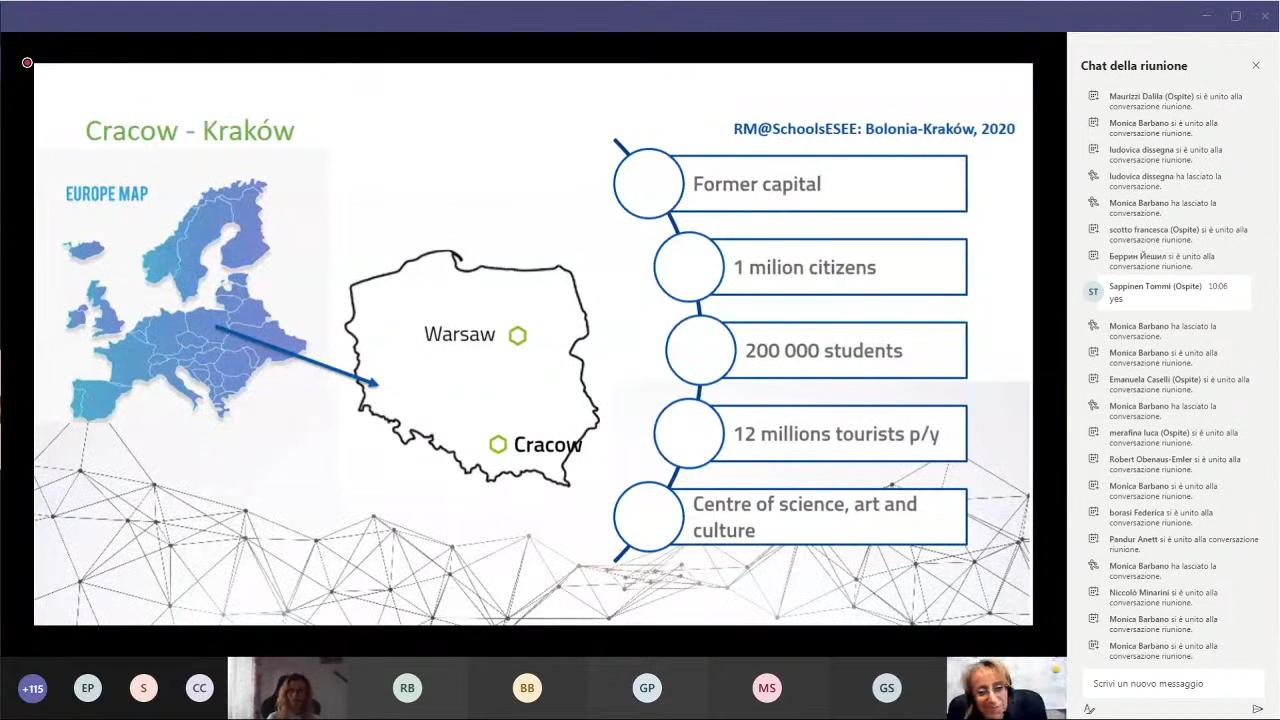 Cracow - Kraków
RM@SchoolsESEE: Bolonia-Kraków, 2020
EUROPE MAP
Warsaw
Cracow
Former capital
1 milion citizens
200 000 students
12 millions tourists p/y
Centre of science, art and
culture
Chat della riunione
Maurizzi Dalila (Ospite) si è unito alla
conversazione riunione.
Monica Barbano si è unito alla
conversazione riunione.
ludovica dissegna si è unito alla
conversazione riunione.
ludovica dissegna ha lasciato la
conversazione.
Monica Barbano ha lasciato la
conversazione.
scotto francesca (Ospite) si è unito alla
conversazione riunione.
Беррин Йешил si è unito alla
conversazione riunione.
ST
Sappinen Tommi (Ospite) 10:06
yes
Monica Barbano ha lasciato la
conversazione.
Monica Barbano si è unito alla
conversazione riunione.
Emanuela Caselli (Ospite) si è unito alla
conversazione riunione.
Monica Barbano ha lasciato la
conversazione.
merafina luca (Ospite) si è unito alla
conversazione riunione.
Robert Obenaus-Emler si è unito alla
conversazione riunione.
Monica Barbano si è unito alla
conversazione riunione.
borasi Federica si è unito alla
conversazione riunione.
Pandur Anett si è unito alla conversazione
riunione.
Monica Barbano ha lasciato la
conversazione.
Niccolò Minarini si è unito alla
conversazione riunione.
Monica Barbano si è unito alla
conversazione riunione.
Monica Barbano si è unito alla
conversazione riunione.
Scrivi un nuovo messaggio
+115
EP
S
CC
RB
BB
GP
MS
GS